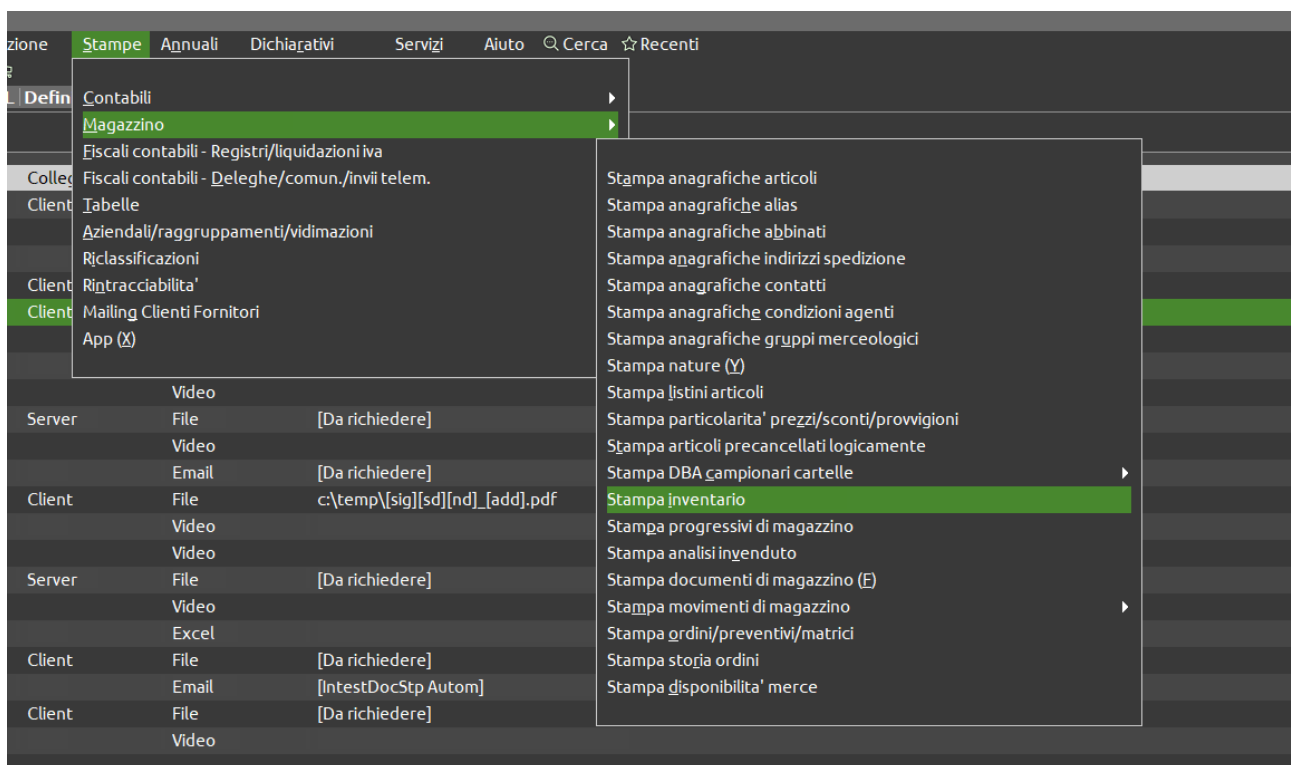 zione Stampe Annuali Dichiarativi Servizi Aiuto Cerca Recenti
L Defin
Contabili
Magazzino
Fiscali contabili - Registri/liquidazioni iva
Colleg Fiscali contabili - Deleghe/comun./invii telem. Stampa anagrafiche articoli
Client Tabelle Stampa anagrafiche alias
Aziendali/raggruppamenti/vidimazioni Stampa anagrafiche abbinati
Riclassificazioni Stampa anagrafiche indirizzi spedizione
Client Rintracciabilita' Stampa anagrafiche contatti
Client Mailing Clienti Fornitori Stampa anagrafiche condizioni agenti
App (X) Stampa anagrafiche gruppi merceologici
Stampa nature (Y)
Video Stampa listini articoli
Server File [Da richiedere] Stampa particolarita' prezzi/sconti/provvigioni
Video Stampa articoli precancellati logicamente
Email [Da richiedere] Stampa DBA campionari cartelle
Client File c:\temp\[sig][sd][nd]_[add].pdf Stampa inventario
Video Stampa progressivi di magazzino
Video Stampa analisi invenduto
Server File [Da richiedere] Stampa documenti di magazzino (F)
Video Stampa movimenti di magazzino
Excel Stampa ordini/preventivi/matrici
Client File [Da richiedere] Stampa storia ordini
Email [IntestDocStp Autom] Stampa disponibilita' merce
Client File [Da richiedere]
Video